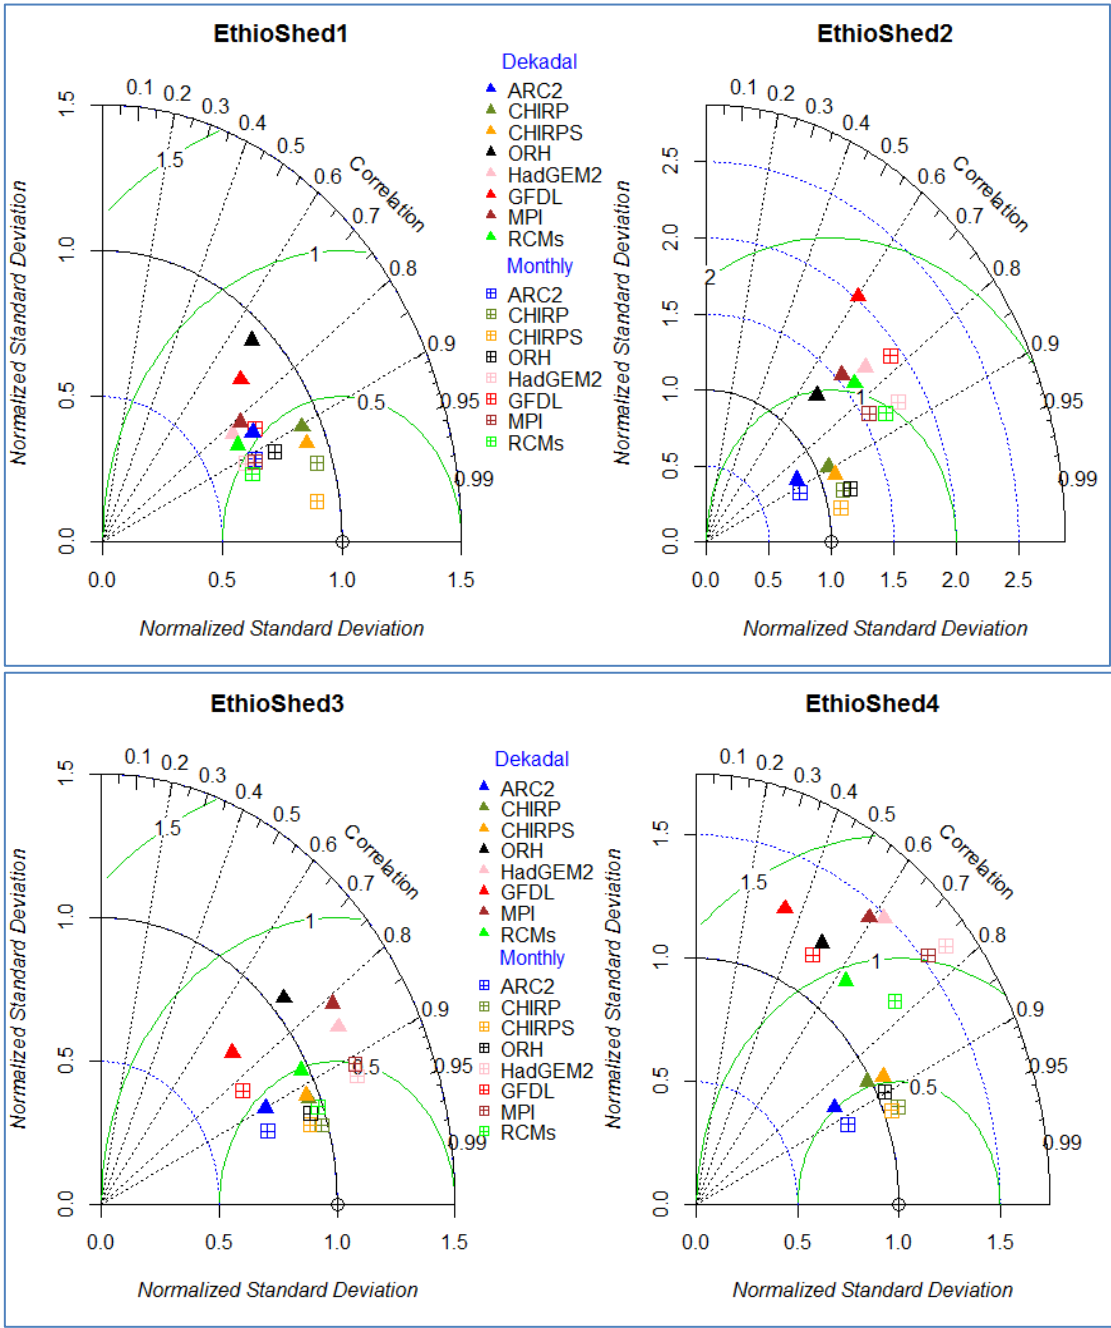 EthioShed1
EthioShed2
Dekadal
ARC2
CHIRP
CHIRPS
ORH
HadGEM2
GFDL
MPI
RCMs
Monthly
ARC2
CHIRP
CHIRPS
ORH
HadGEM2
GFDL
MPI
RCMs
Normalized Standard Deviation
0.0
0.5
1.0
1.5
0.1
0.2
0.3
0.4
0.5
0.6
0.7
0.8
0.9
0.95
0.99
Correlation
1.5
1
0.5
0.0
0.5
1.0
1.5
Normalized Standard Deviation
Normalized Standard Deviation
0.0
0.5
1.0
1.5
2.0
2.5
0.1
0.2
0.3
0.4
0.5
0.6
0.7
0.8
0.9
0.95
0.99
Correlation
2
1
0.0
0.5
1.0
1.5
2.0
2.5
Normalized Standard Deviation
EthioShed3
EthioShed4
Dekadal
ARC2
CHIRP
CHIRPS
ORH
HadGEM2
GFDL
MPI
RCMs
Monthly
ARC2
CHIRP
CHIRPS
ORH
HadGEM2
GFDL
MPI
RCMs
Normalized Standard Deviation
0.0
0.5
1.0
1.5
0.1
0.2
0.3
0.4
0.5
0.6
0.7
0.8
0.9
0.95
0.99
Correlation
1.5
1
0.5
0.0
0.5
1.0
1.5
Normalized Standard Deviation
Normalized Standard Deviation
0.0
0.5
1.0
1.5
0.1
0.2
0.3
0.4
0.5
0.6
0.7
0.8
0.9
0.95
0.99
Correlation
1.5
1
0.5
0.0
0.5
1.0
1.5
Normalized Standard Deviation